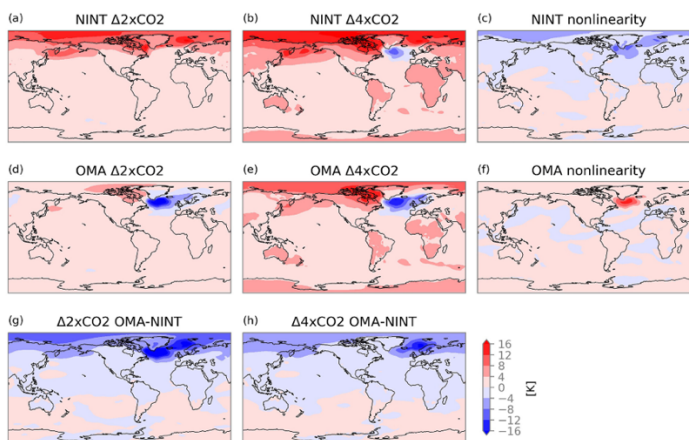 (a) NINT Δ2xCO2
(b) NINT Δ4xCO2
(c) NINT nonlinearity
(d) OMA Δ2xCO2
(e) OMA Δ4xCO2
(f) OMA nonlinearity
(g) Δ2xCO2 OMA-NINT
(h) Δ4xCO2 OMA-NINT
16
12
8
4
0
−4
−8
−12
−16
[K]